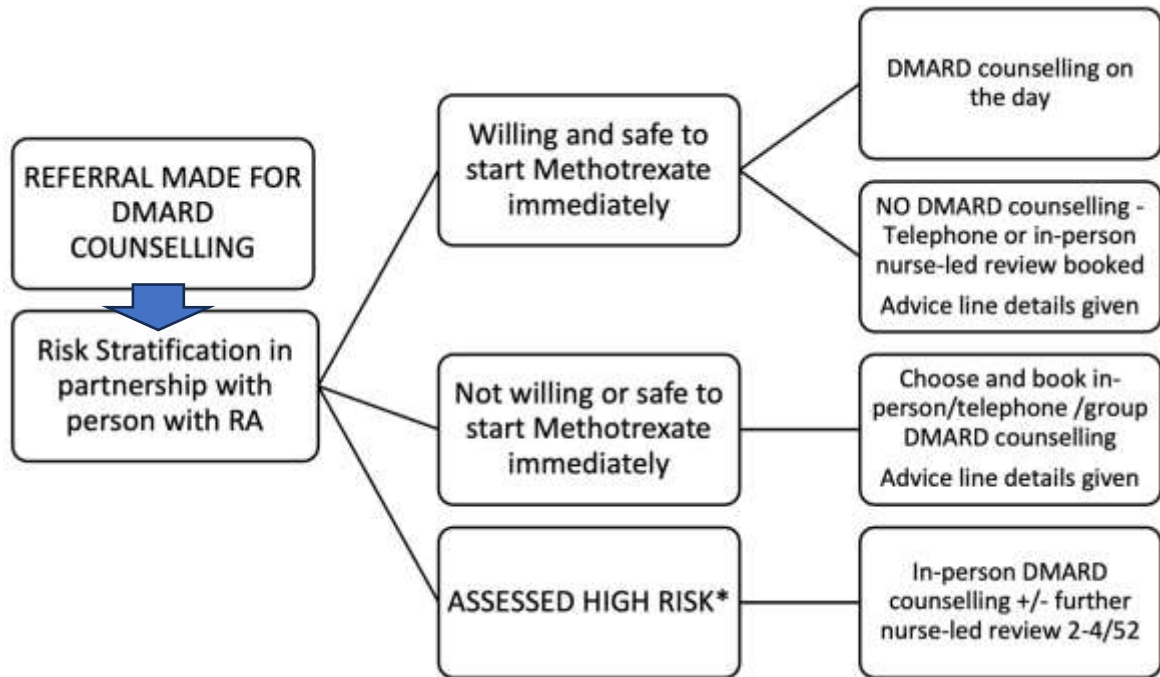 REFERRAL MADE FOR
DMARD
COUNSELLING
Risk Stratification in
partnership with
person with RA
Willing and safe to
start Methotrexate
immediately
DMARD counselling on
the day
NO DMARD counselling -
Telephone or in-person
nurse-led review booked
Advice line details given
Not willing or safe to
start Methotrexate
immediately
Choose and book in-
person/telephone /group
DMARD counselling
Advice line details given
ASSESSED HIGH RISK*
In-person DMARD
counselling +/- further
nurse-led review 2-4/52